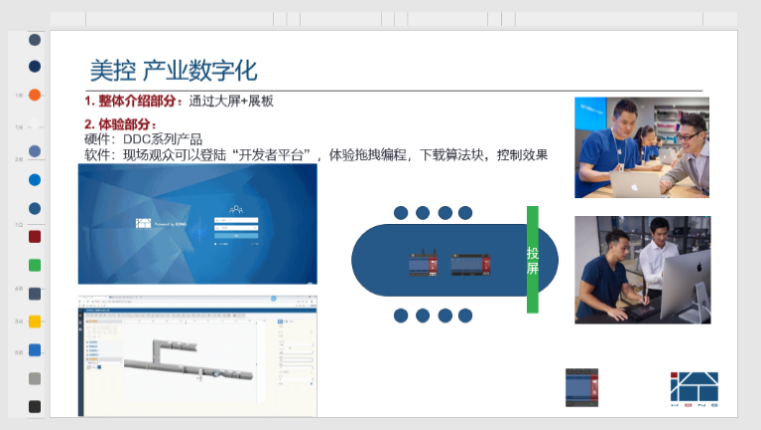 美控 产业数字化
1. 整体介绍部分：通过大屏+展板
2. 体验部分：
硬件：DDC系列产品
软件：现场观众可以登陆“开发者平台”，体验拖拽编程，下载算法块，控制效果
投
屏